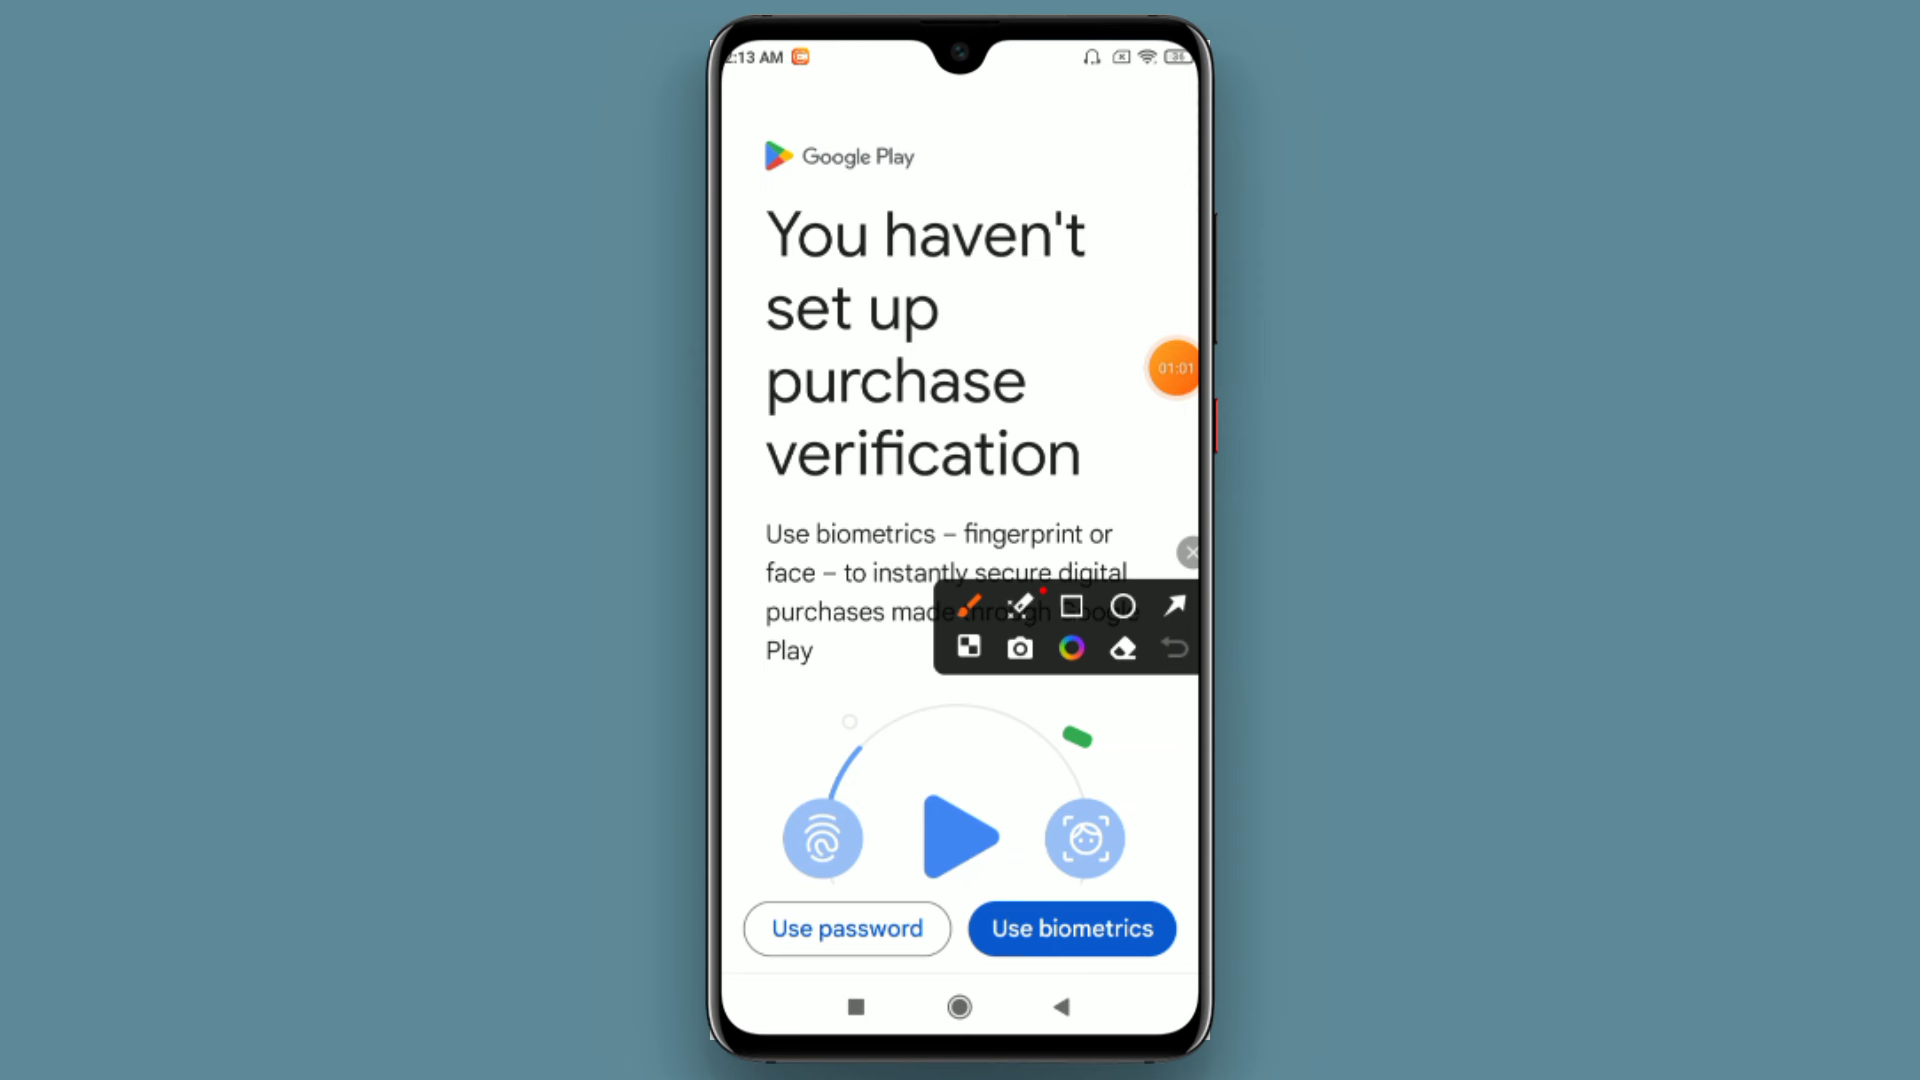 2:13 AM
36
Google Play
You haven't
set up
purchase
verification
01:01
Use biometrics – fingerprint or
face – to instantly secure digital
purchases made through Google
Play
Use password
Use biometrics